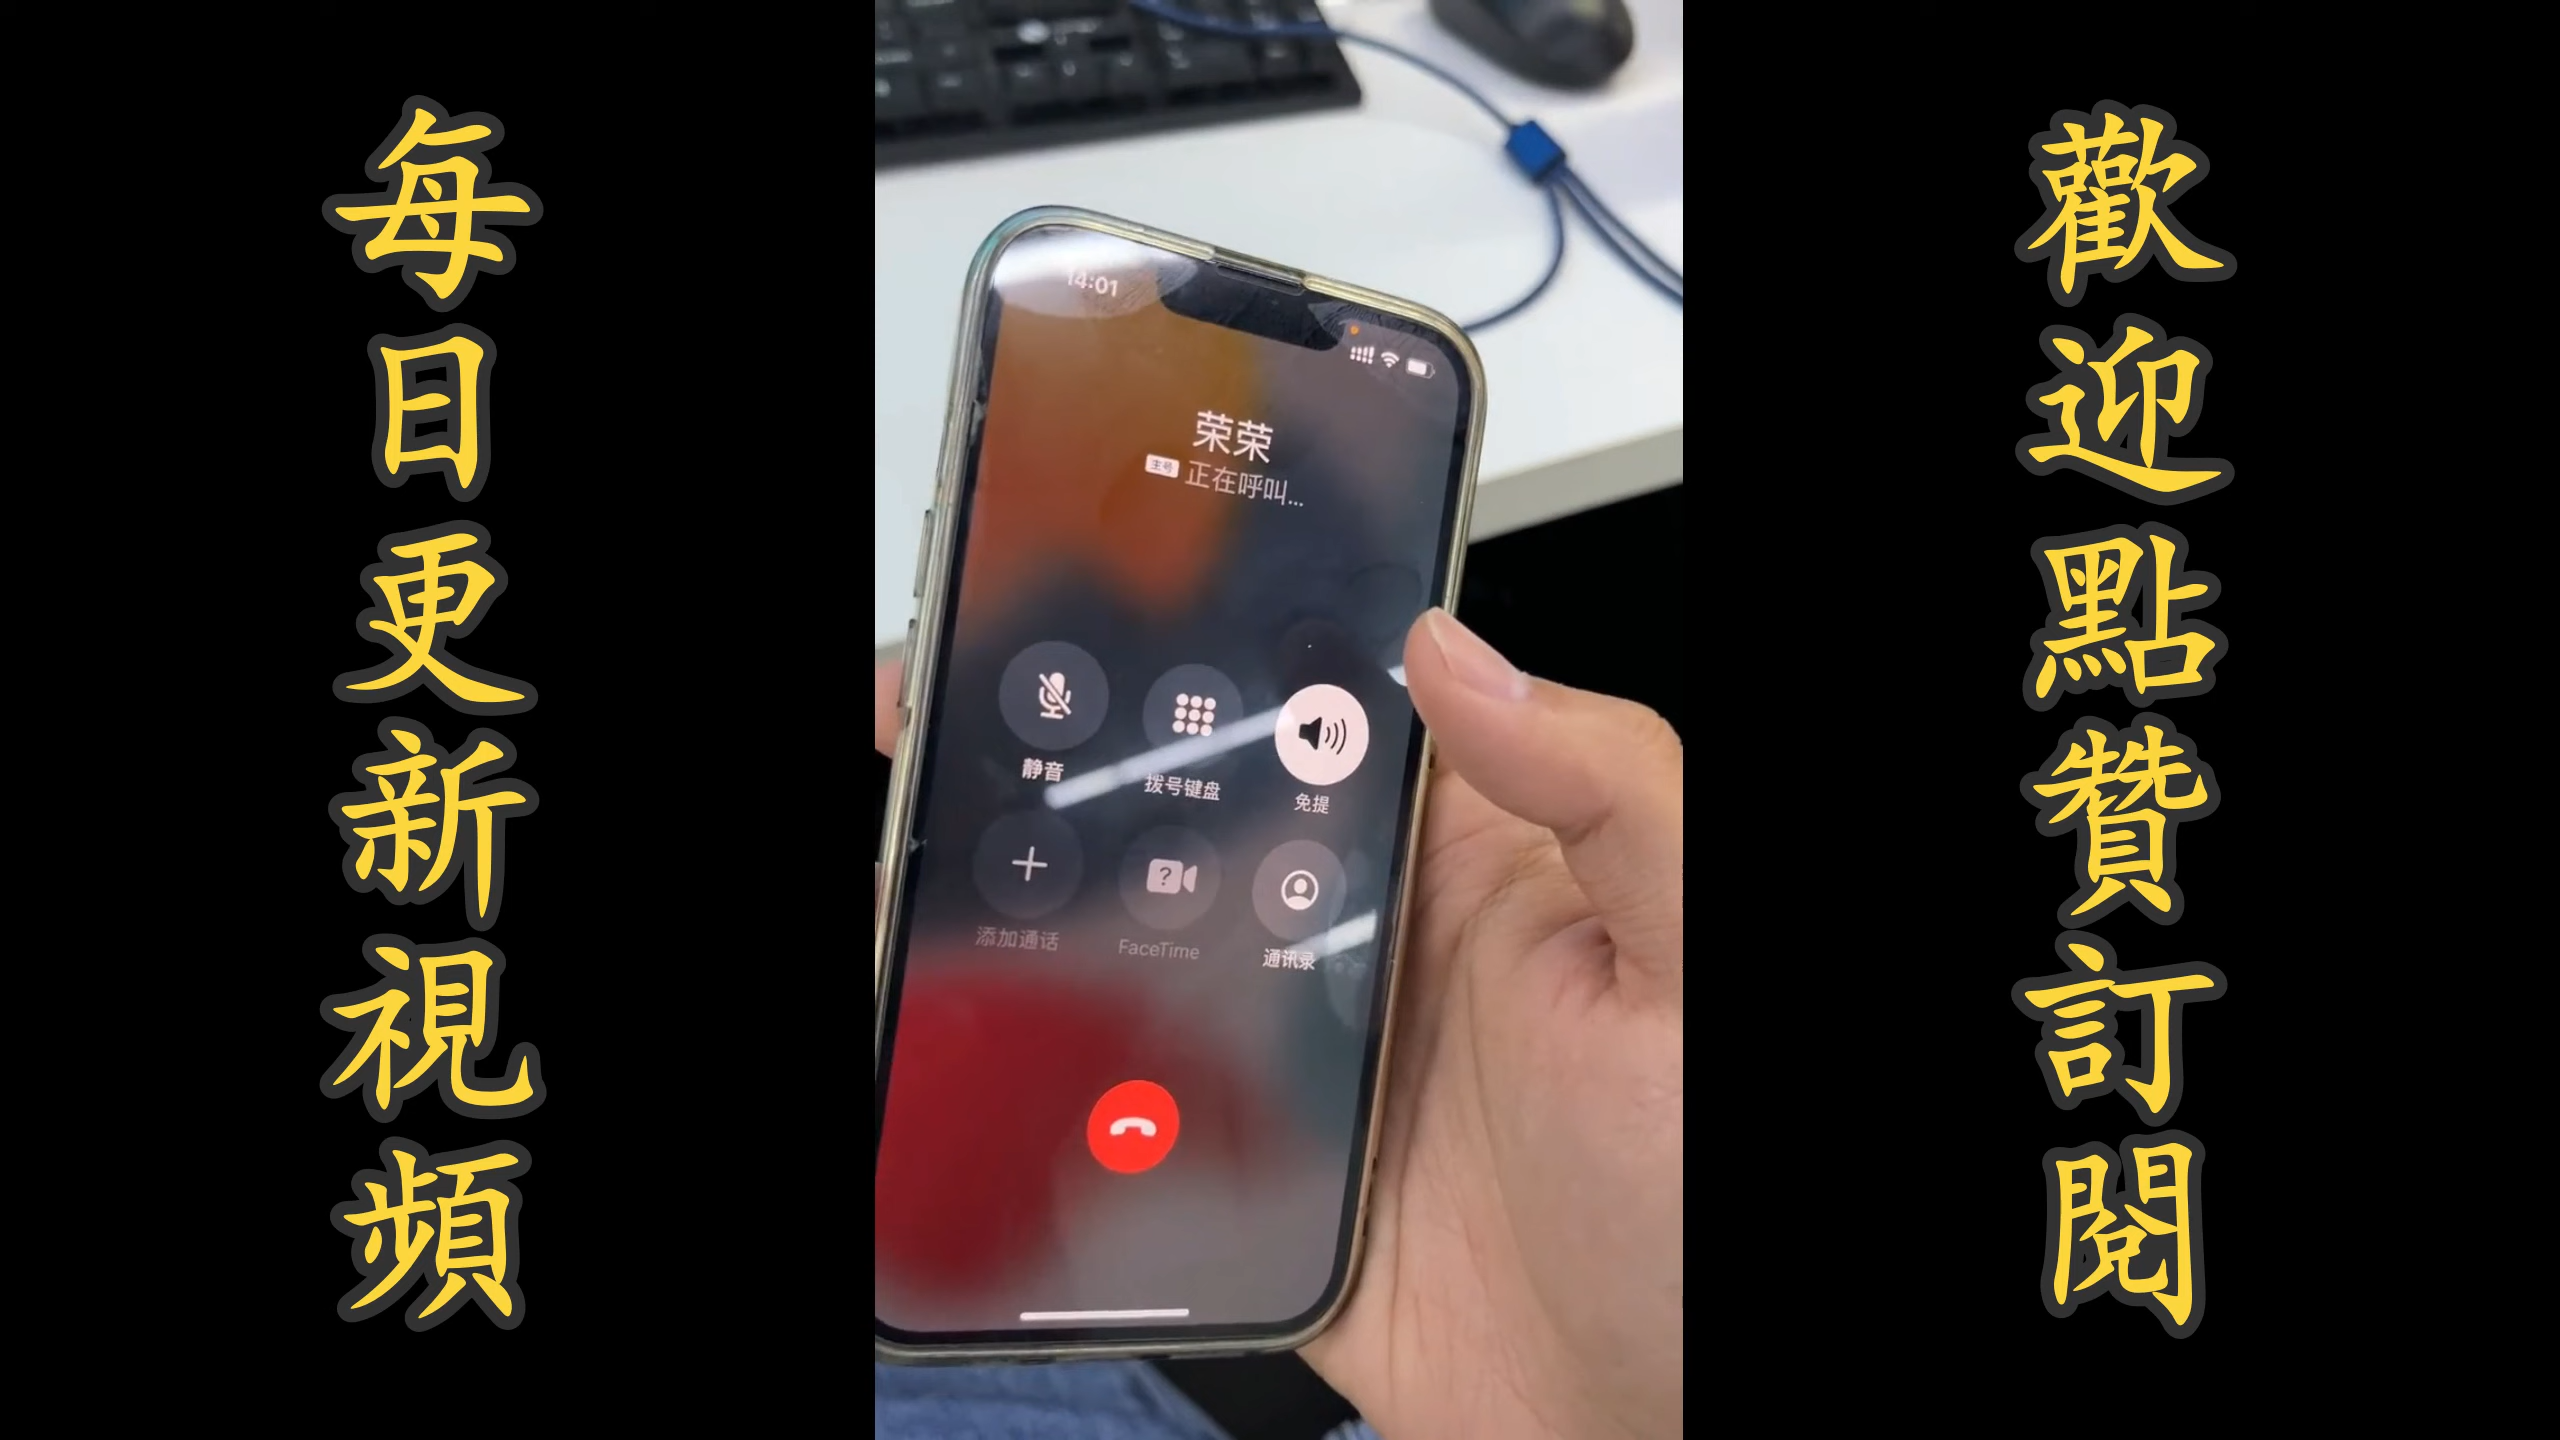 每日更新視頻
14:01
荣荣
主号 正在呼叫...
静音
拨号键盘
免提
添加通话
FaceTime
通讯录
歡迎點贊訂閱